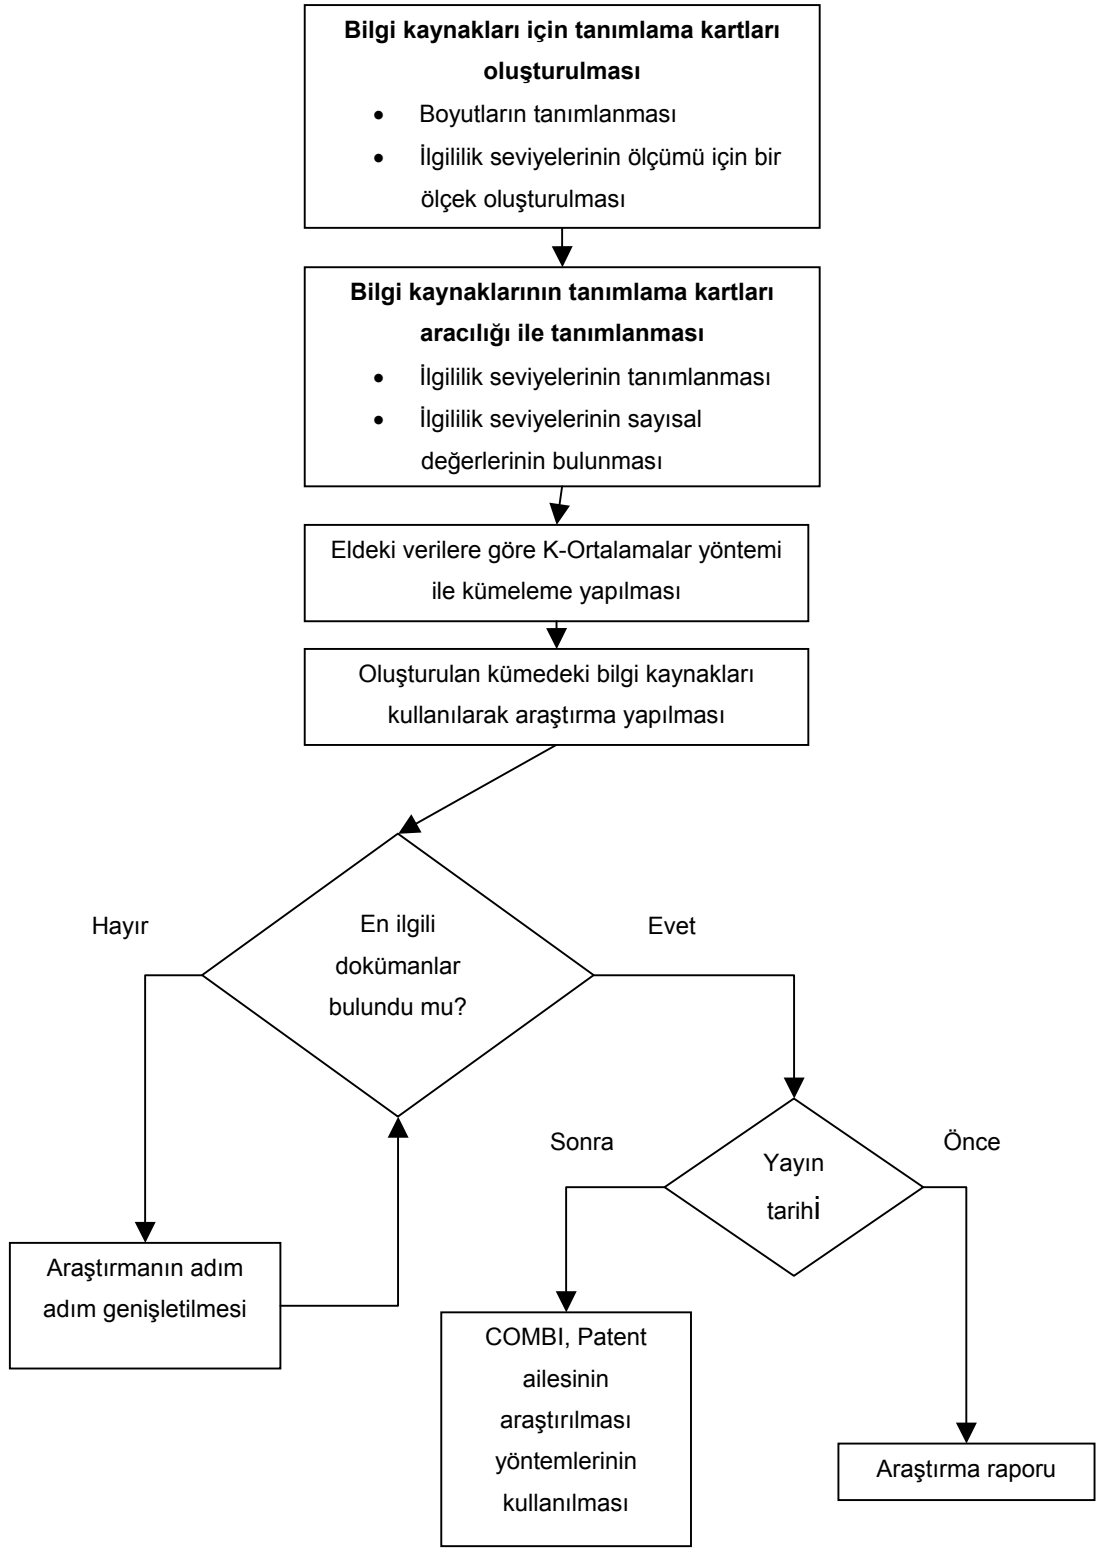 Bilgi kaynakları için tanımlama kartları
oluşturulması
• Boyutların tanımlanması
• İlgililik seviyelerinin ölçümü için bir
ölçek oluşturulması
Bilgi kaynaklarının tanımlama kartları
aracılığı ile tanımlanması
• İlgililik seviyelerinin tanımlanması
• İlgililik seviyelerinin sayısal
değerlerinin bulunması
Eldeki verilere göre K-Ortalamalar yöntemi
ile kümeleme yapılması
Oluşturulan kümedeki bilgi kaynakları
kullanılarak araştırma yapılması
Hayır
En ilgili
dokümanlar
bulundu mu?
Evet
Sonra
Yayın
tarihİ
Önce
Araştırmanın adım
adım genişletilmesi
COMBI, Patent
ailesinin
araştırılması
yöntemlerinin
kullanılması
Araştırma raporu